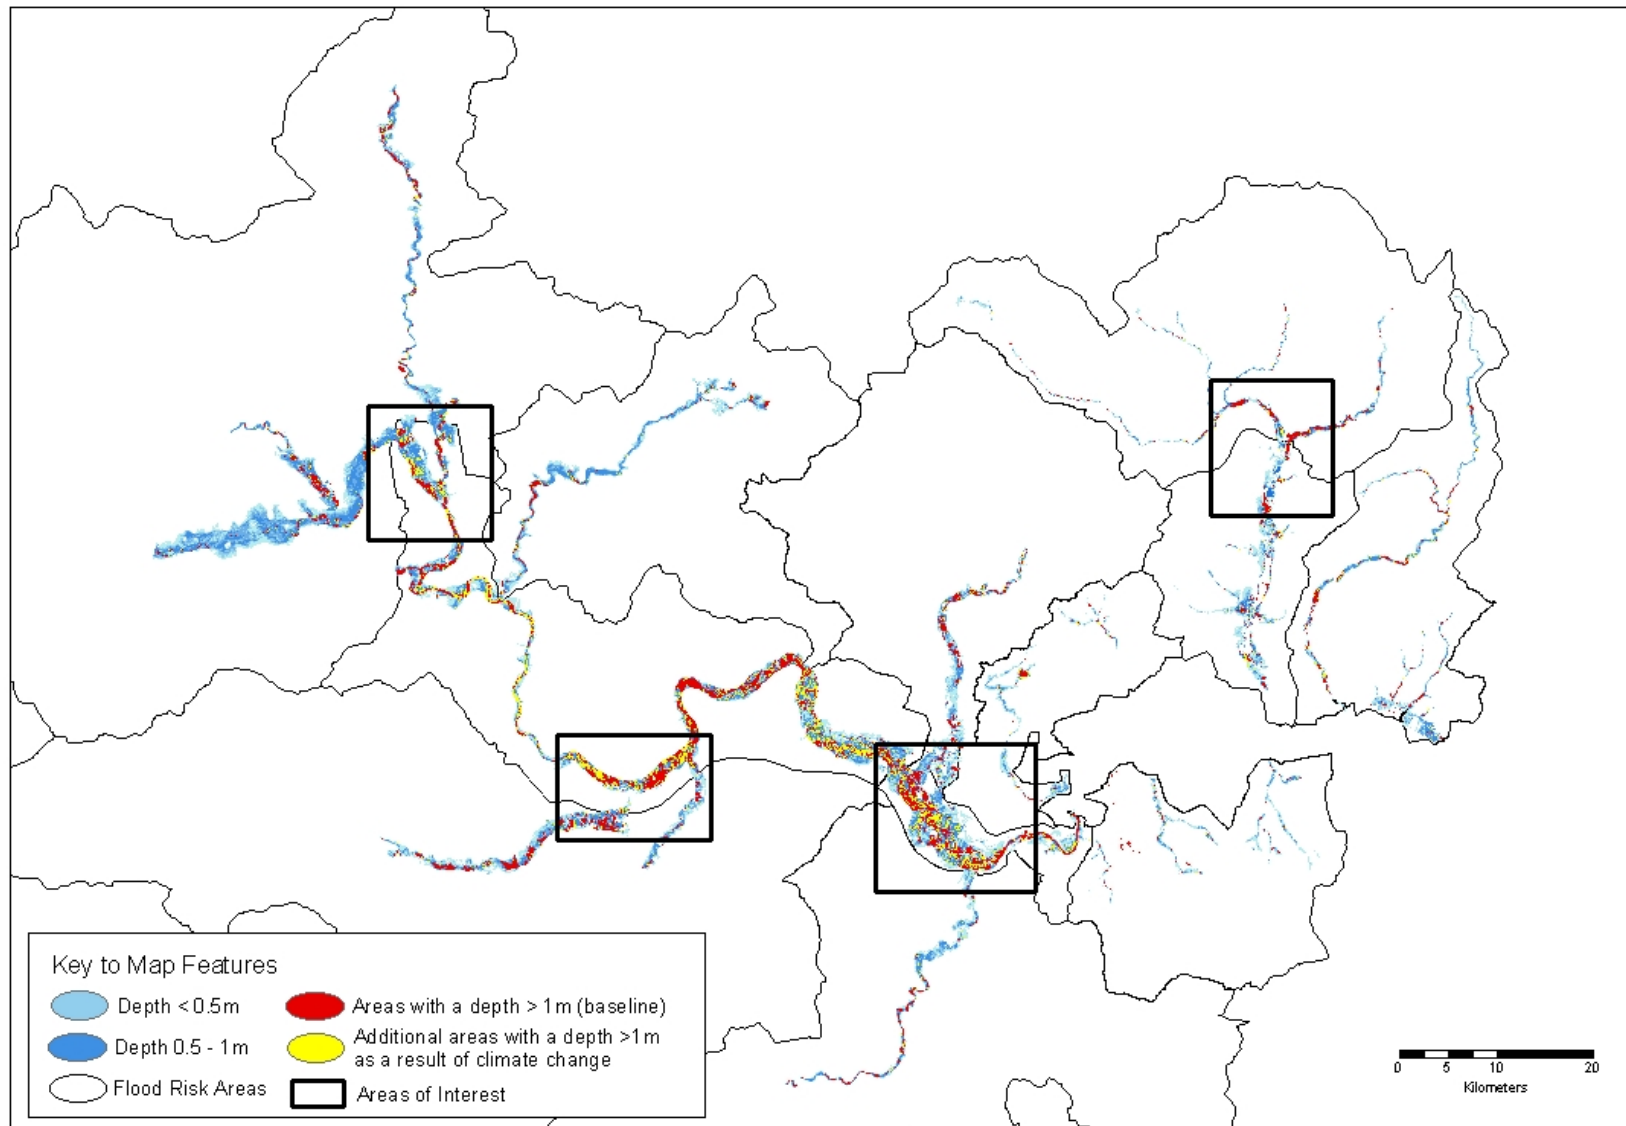 Key to Map Features
Depth < 0.5m
Areas with a depth > 1m (baseline)
Depth 0.5 - 1m
Additional areas with a depth >1m
as a result of climate change
Flood Risk Areas
Areas of Interest
0 5 10 20
Kilometers